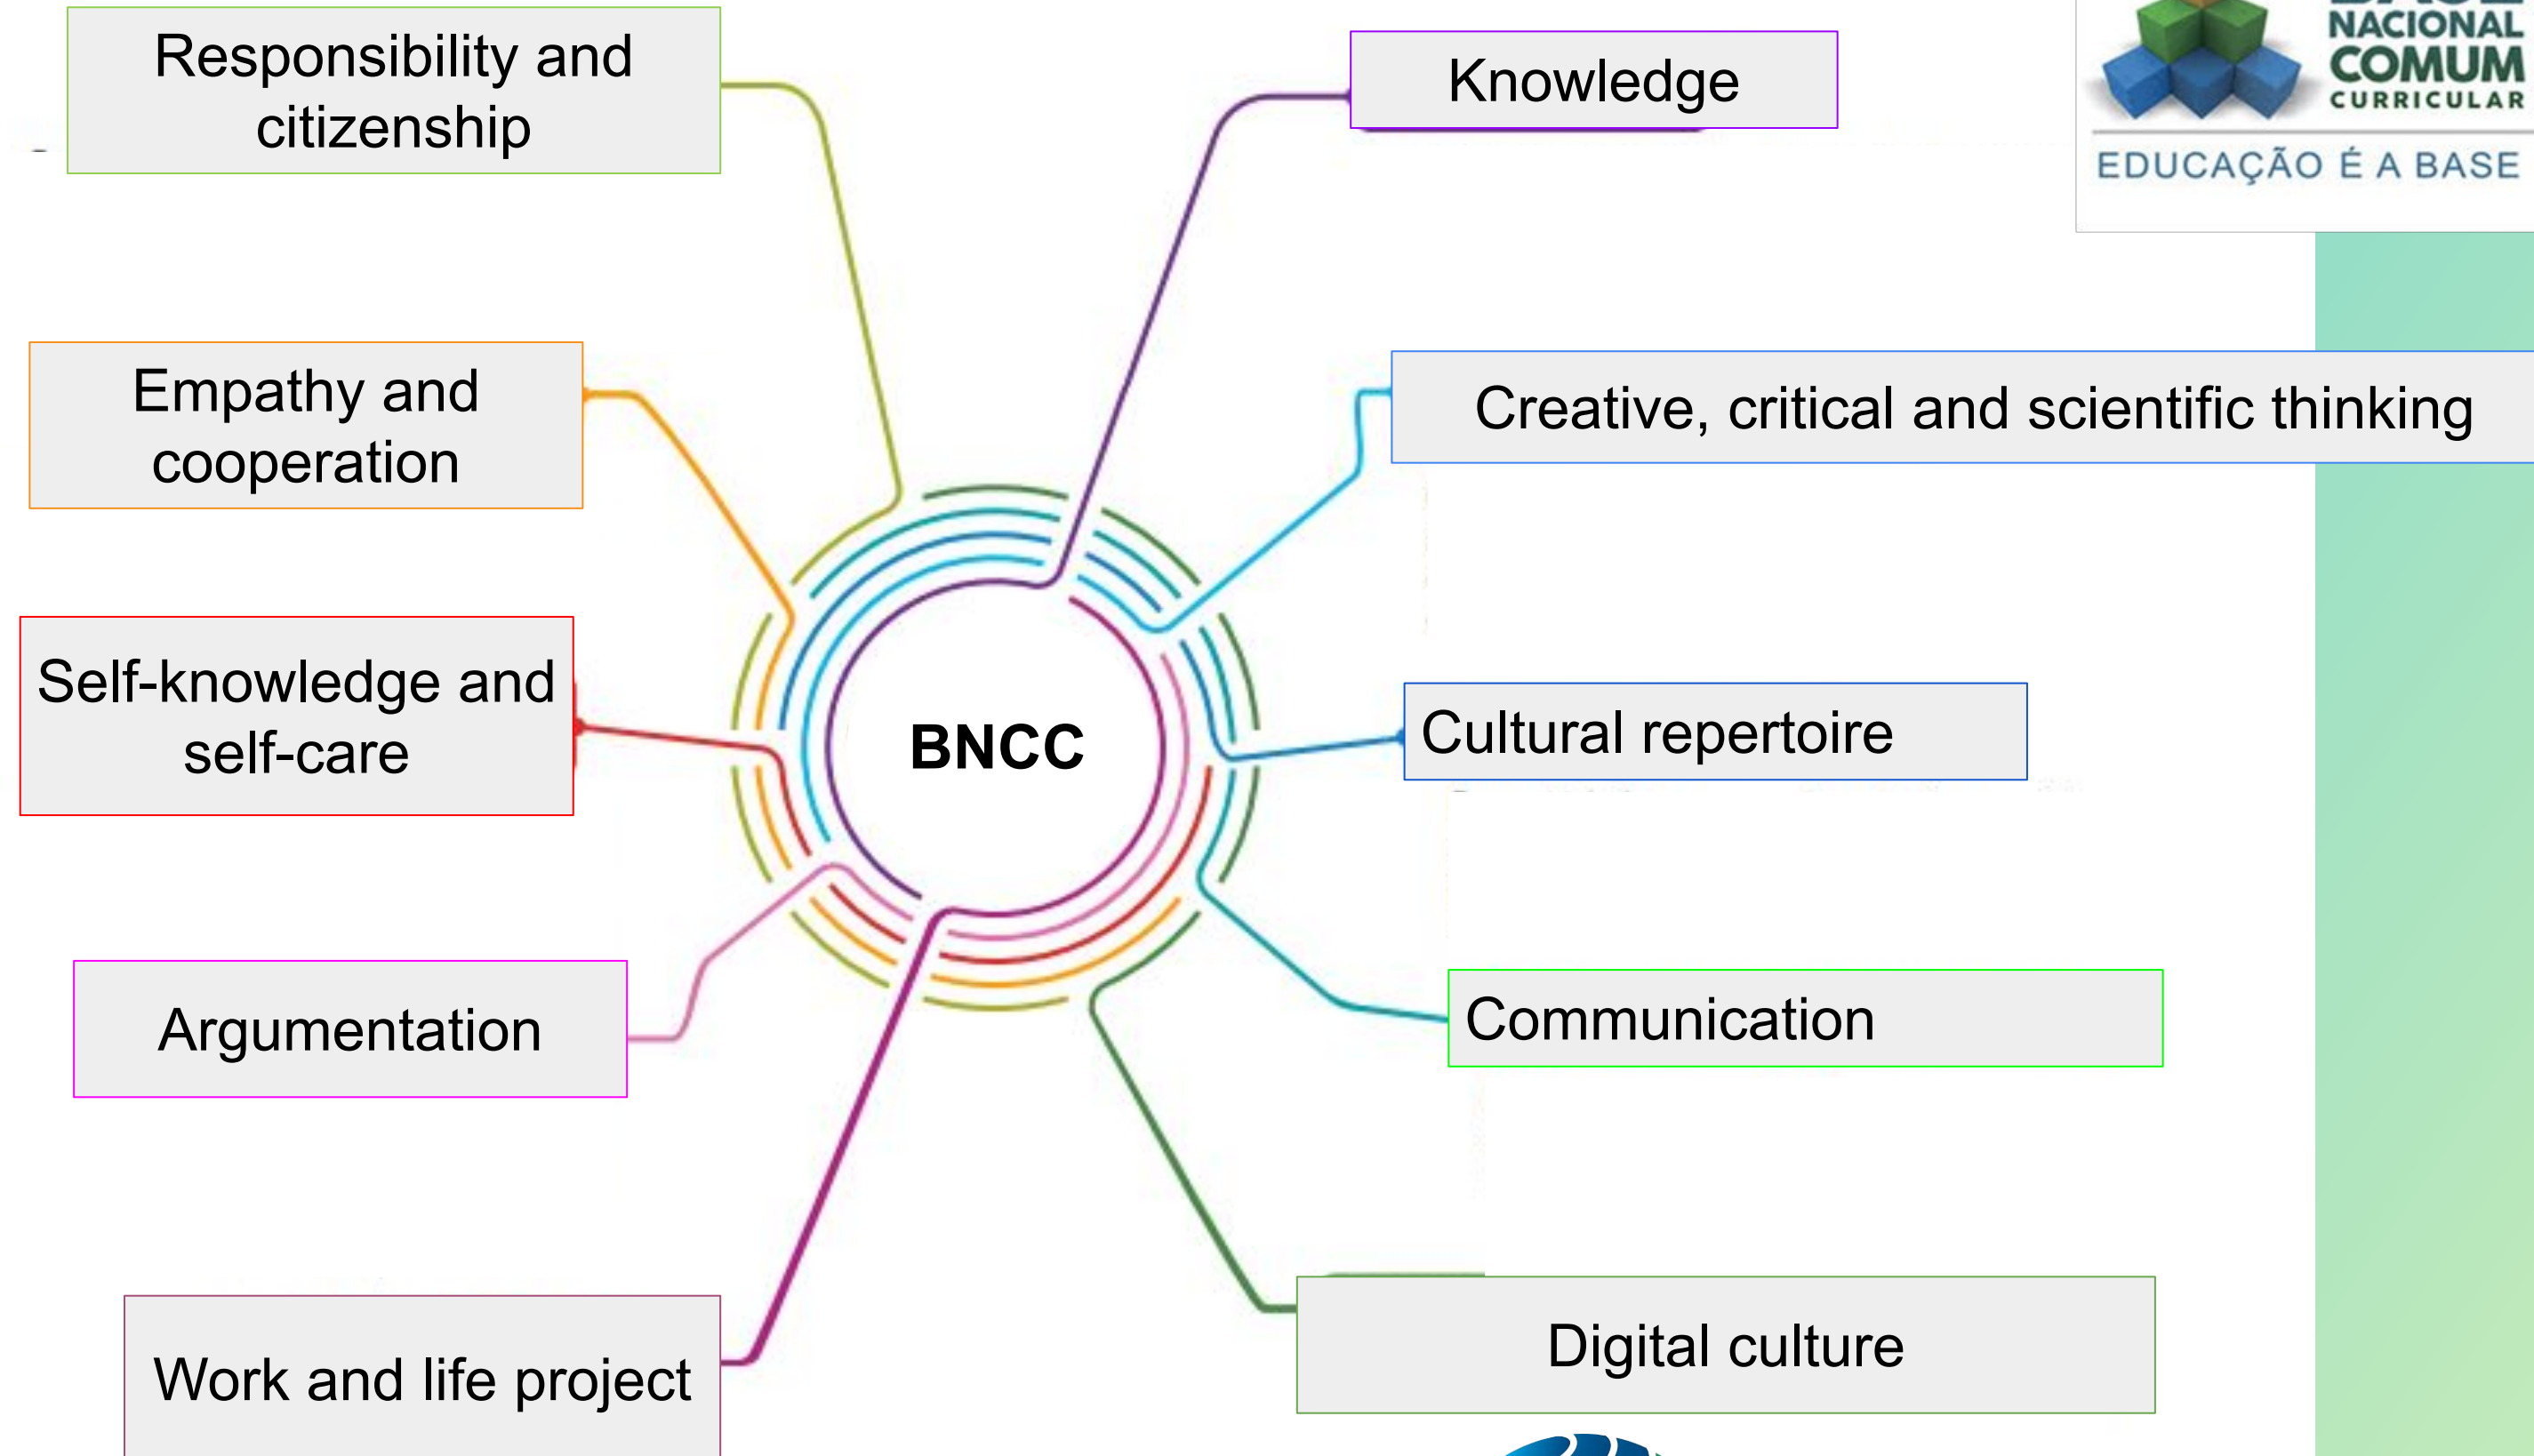 Responsibility and
citizenship
Knowledge
NACIONAL
COMUM
CURRICULAR
EDUCAÇÃO É A BASE
Empathy and
cooperation
Creative, critical and scientific thinking
Self-knowledge and
self-care
BNCC
Cultural repertoire
Argumentation
Communication
Work and life project
Digital culture